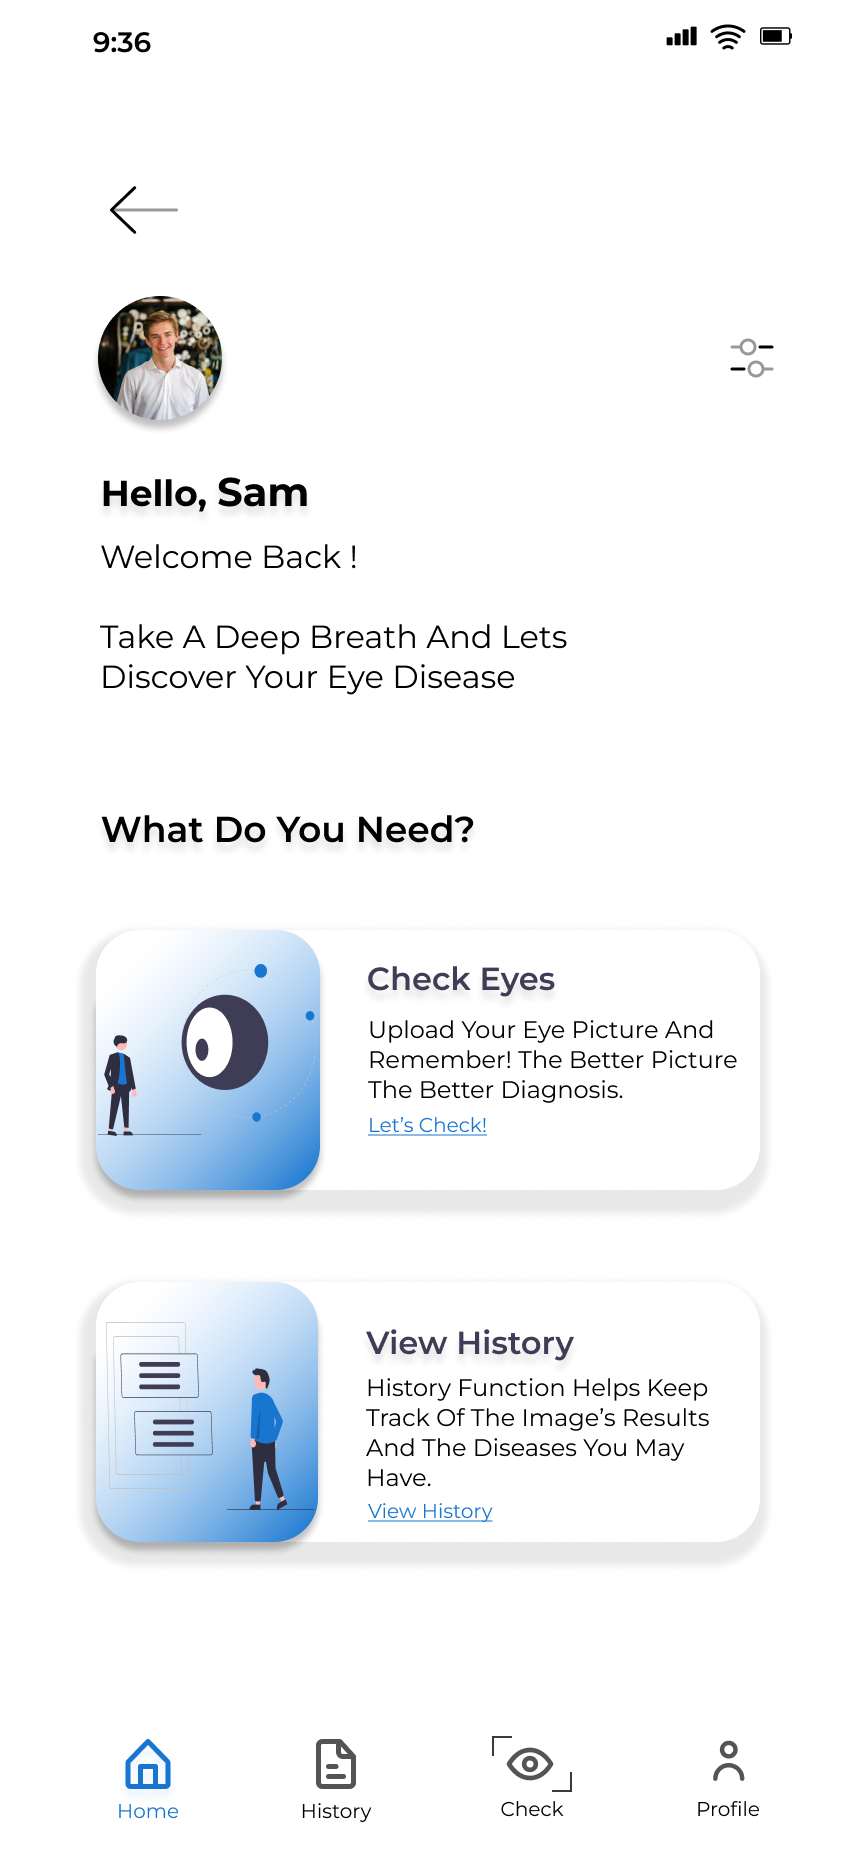 9:36
Hello, Sam
Welcome Back !
Take A Deep Breath And Lets
Discover Your Eye Disease
What Do You Need?
Check Eyes
Upload Your Eye Picture And
Remember! The Better Picture
The Better Diagnosis.
Let’s Check!
View History
History Function Helps Keep
Track Of The Image’s Results
And The Diseases You May
Have.
View History
Home
History
Check
Profile